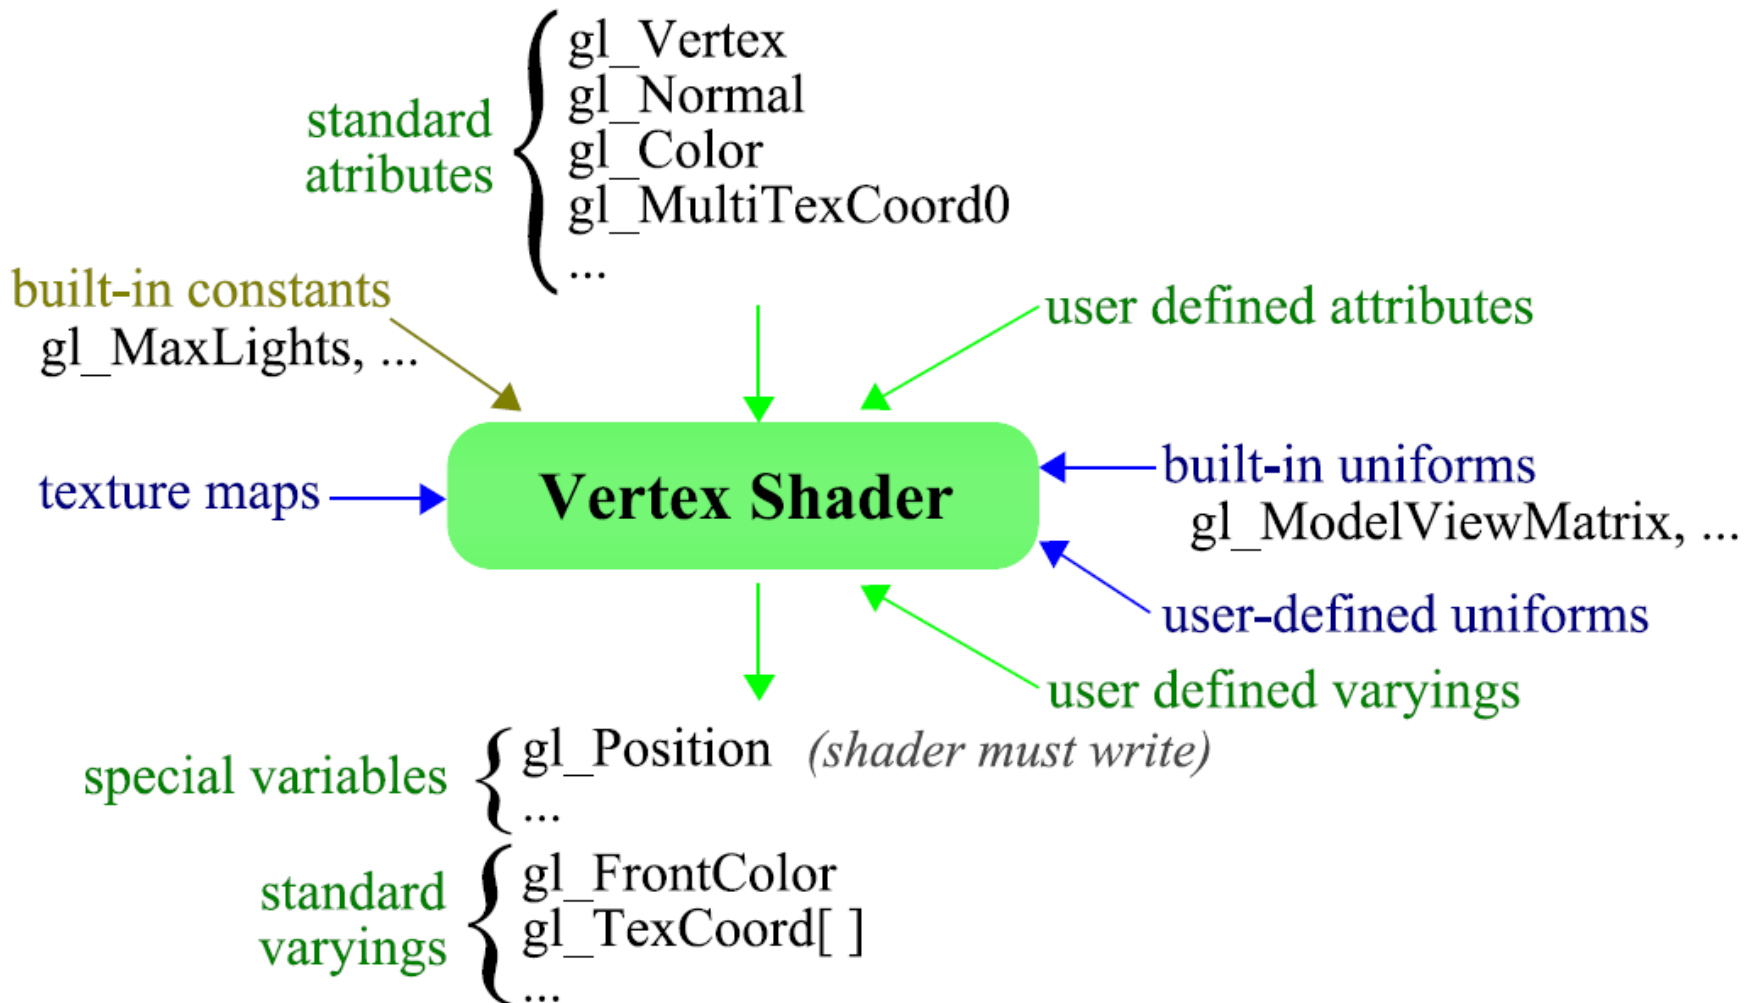 gl_Vertex
gl_Normal
standard
gl_Color
atributes
gl_MultiTexCoord0
...
built-in constants
gl_MaxLights, ...
user defined attributes
texture maps
Vertex Shader
built-in uniforms
gl_ModelViewMatrix, ...
user-defined uniforms
user defined varyings
special variables
gl_Position (shader must write)
...
standard
varyings
gl_FrontColor
gl_TexCoord[ ]
...